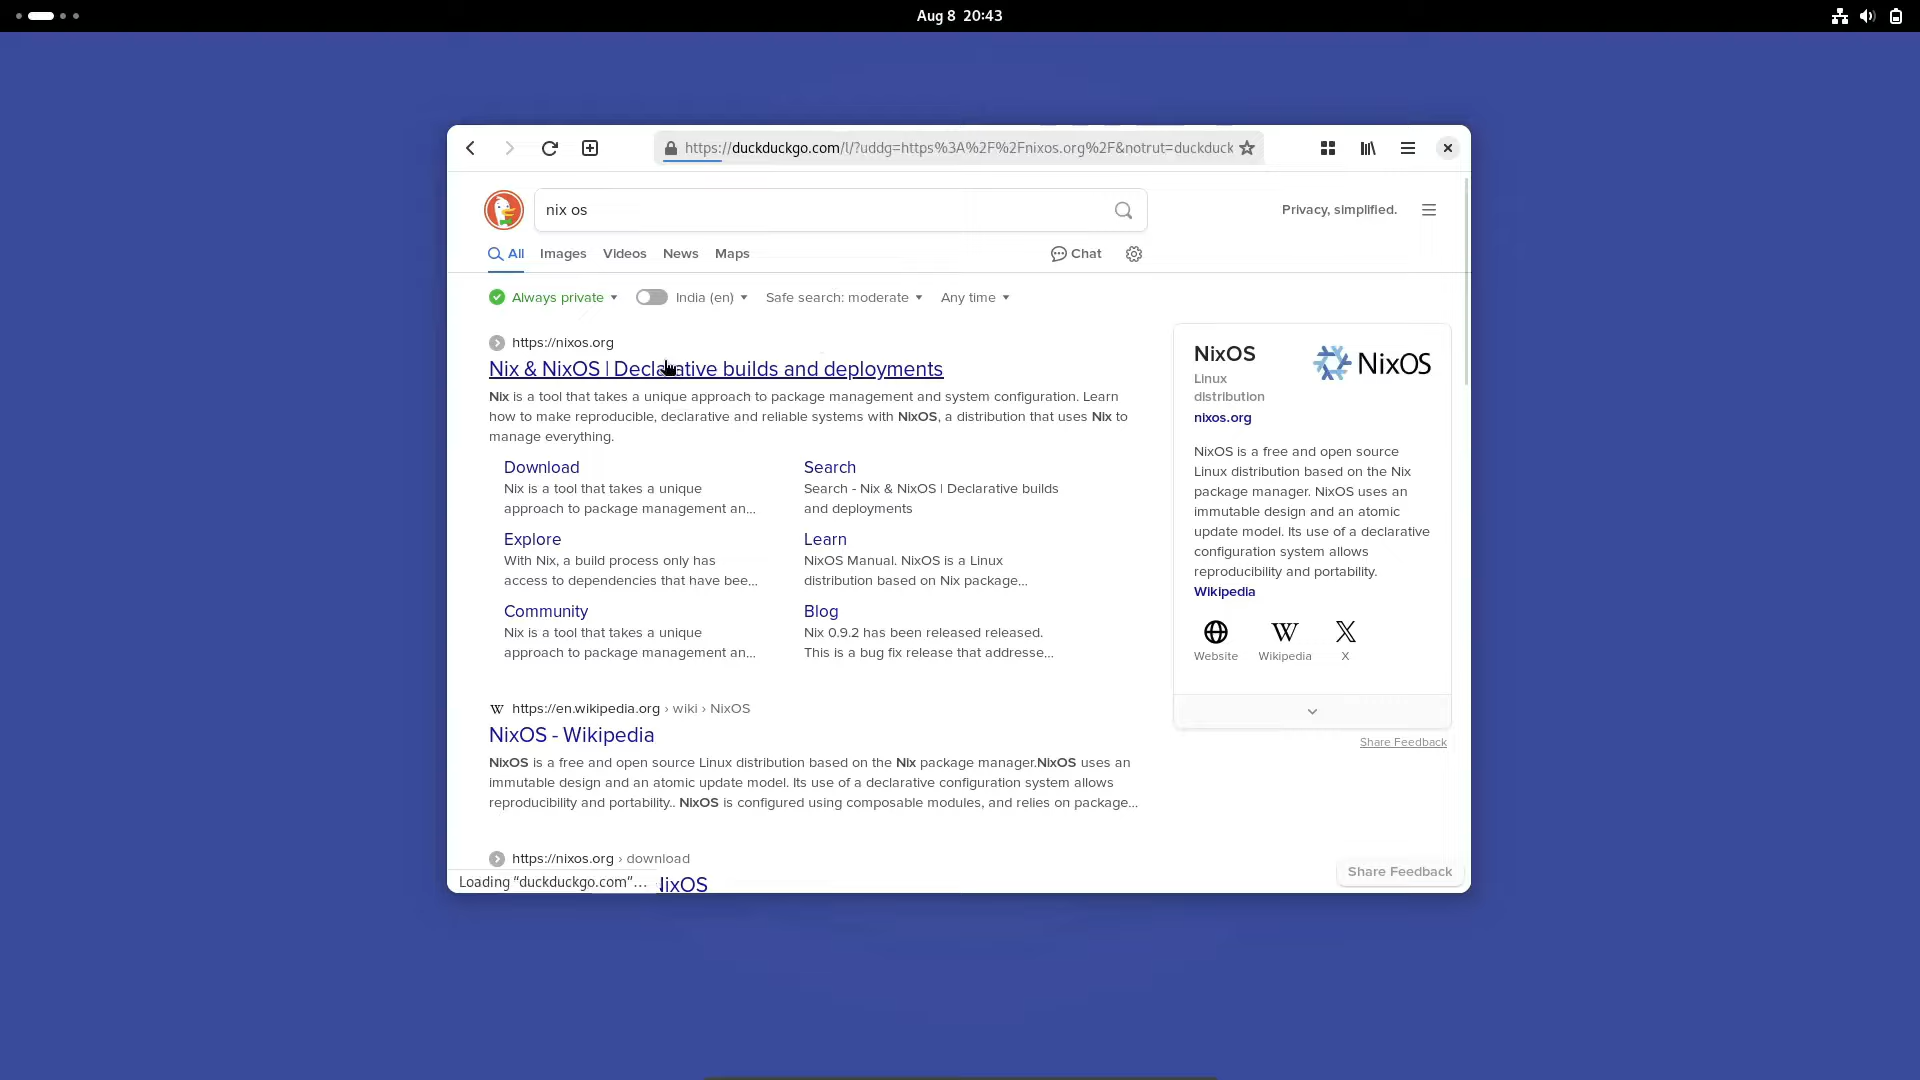 Aug 8 20:43
https://duckduckgo.com/l/?uddg=https%3A%2F%2Fnixos.org%2F&notrut=duckduck
nix os
Privacy, simplified.
All Images Videos News Maps Chat
Always private India (en) Safe search: moderate Any time
https://nixos.org
Nix & NixOS | Declarative builds and deployments
Nix is a tool that takes a unique approach to package management and system configuration. Learn
how to make reproducible, declarative and reliable systems with NixOS, a distribution that uses Nix to
manage everything.
Download
Nix is a tool that takes a unique
approach to package management an...
Search
Search - Nix & NixOS | Declarative builds
and deployments
Explore
With Nix, a build process only has
access to dependencies that have bee...
Learn
NixOS Manual. NixOS is a Linux
distribution based on Nix package...
Community
Nix is a tool that takes a unique
approach to package management an...
Blog
Nix 0.9.2 has been released released.
This is a bug fix release that addresse...
https://en.wikipedia.org › wiki › NixOS
NixOS - Wikipedia
NixOS is a free and open source Linux distribution based on the Nix package manager.NixOS uses an
immutable design and an atomic update model. Its use of a declarative configuration system allows
reproducibility and portability.. NixOS is configured using composable modules, and relies on package...
https://nixos.org › download
NixOS
Loading “duckduckgo.com”…
NixOS
Linux
distribution
nixos.org
NixOS
NixOS is a free and open source
Linux distribution based on the Nix
package manager. NixOS uses an
immutable design and an atomic
update model. Its use of a declarative
configuration system allows
reproducibility and portability.
Wikipedia
Website Wikipedia X
Share Feedback
Share Feedback